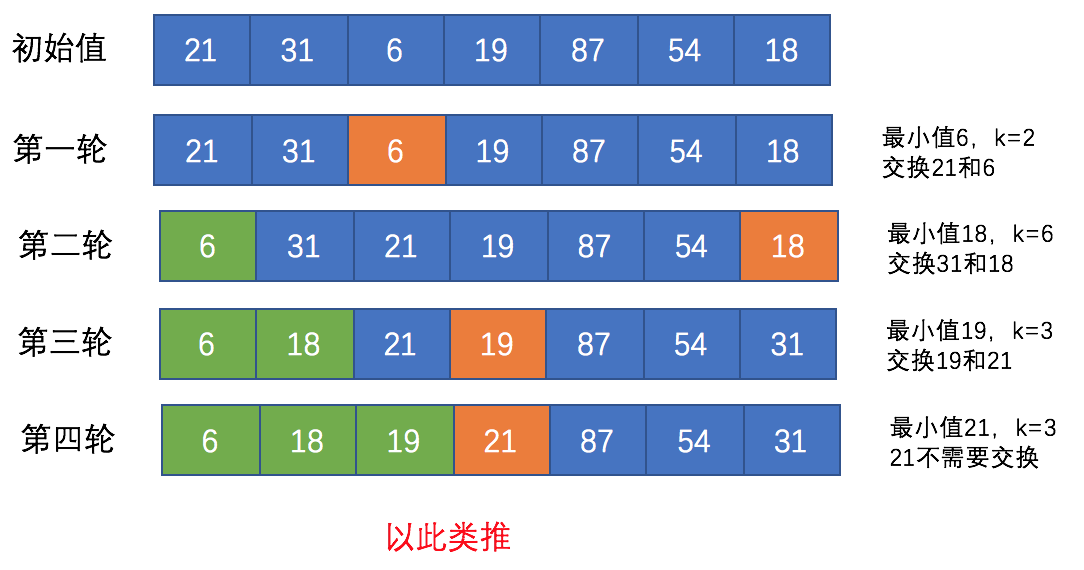 初始值 21 31 6 19 87 54 18
第一轮 21 31 6 19 87 54 18
最小值6，k=2
交换21和6
第二轮 6 31 21 19 87 54 18
最小值18，k=6
交换31和18
第三轮 6 18 21 19 87 54 31
最小值19，k=3
交换19和21
第四轮 6 18 19 21 87 54 31
最小值21，k=3
21不需要交换
以此类推